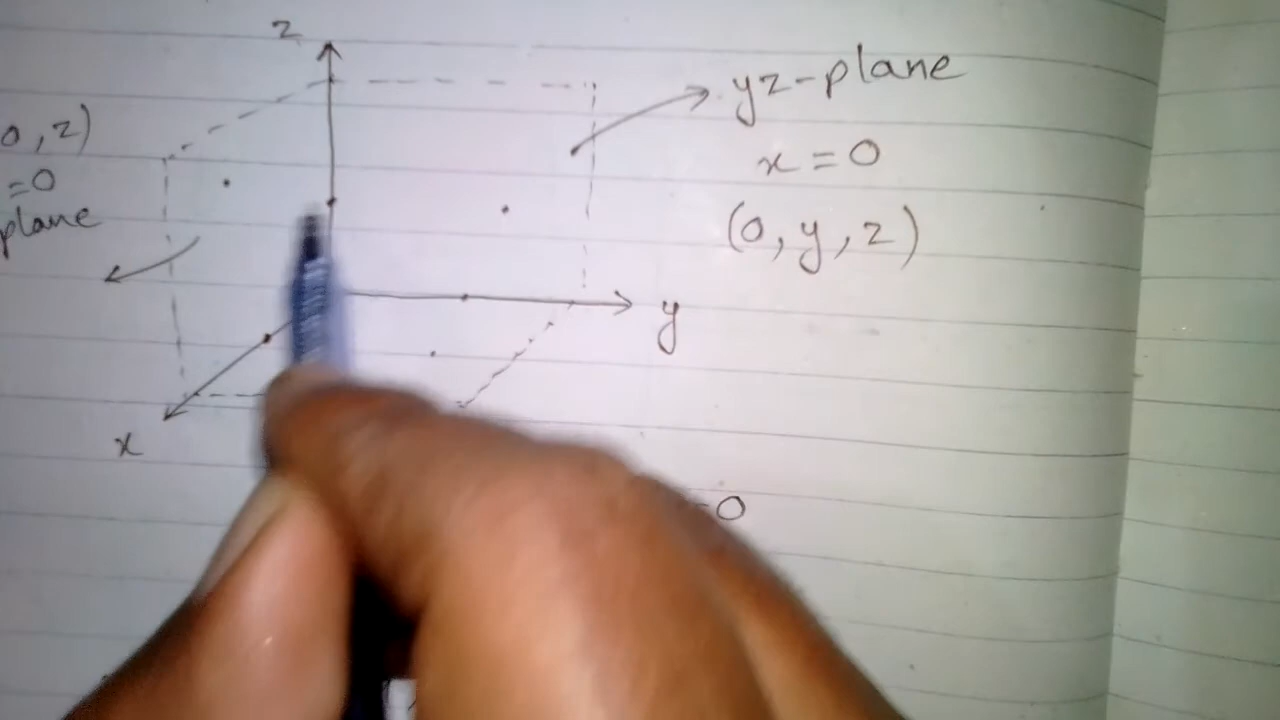 z
yz-plane
x=0
(0, y, z)
0, z)
=0
plane
y
x
=0